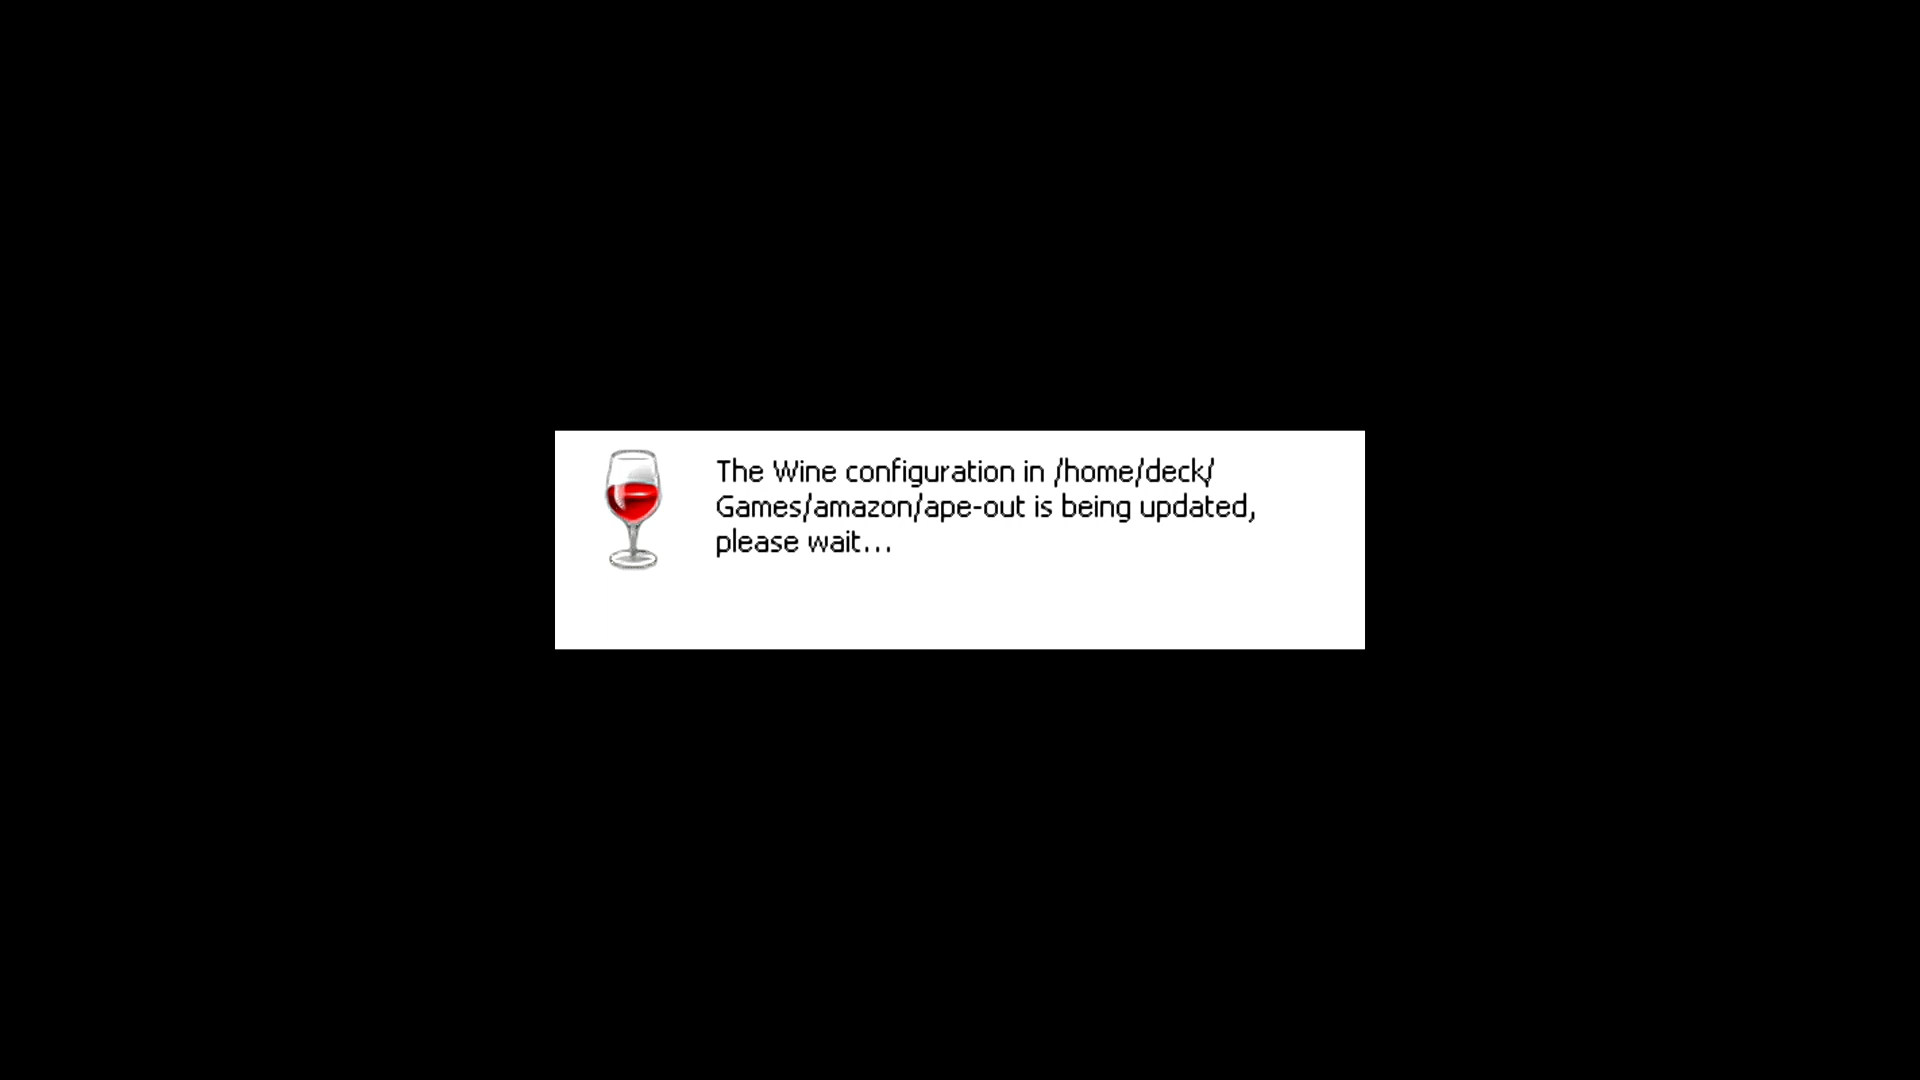 The Wine configuration in /home/deck/
Games/amazon/ape-out is being updated,
please wait...